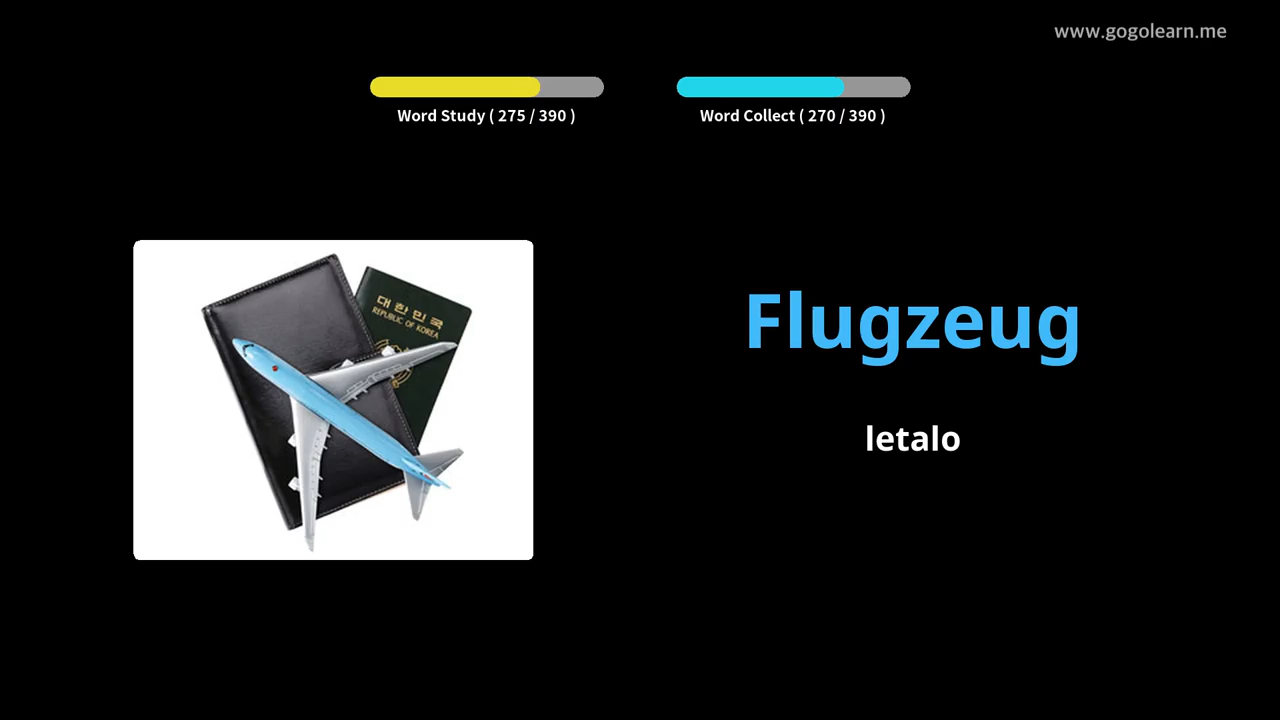 www.gogolearn.me
Word Study ( 275 / 390 )
Word Collect ( 270 / 390 )
대한민국
REPUBLIC OF KOREA
Flugzeug
letalo